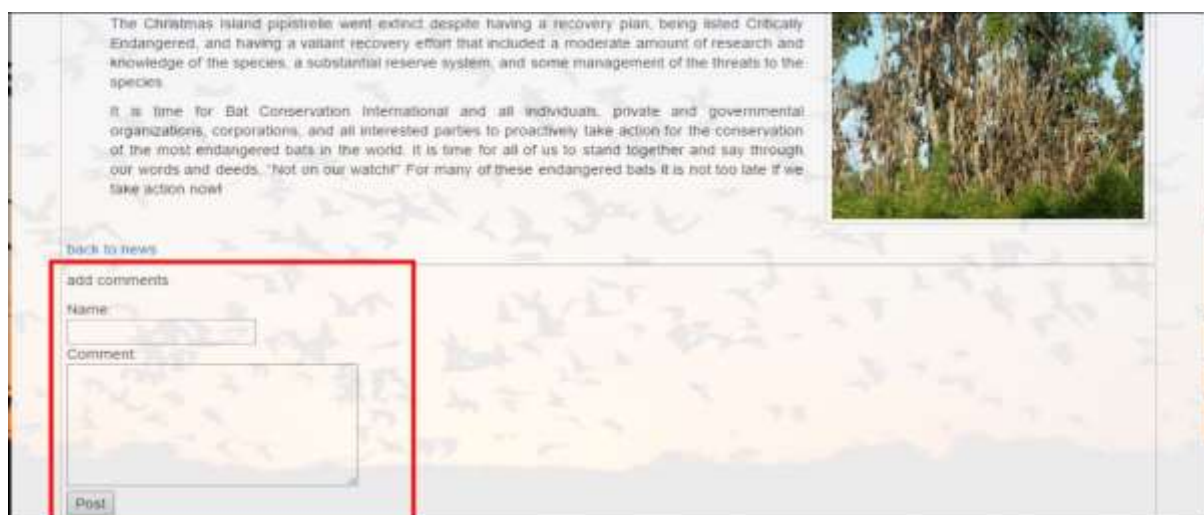 The Christmas Island pipistrelle went extinct despite having a recovery plan, being listed Critically
Endangered, and having a valiant recovery effort that included a moderate amount of research and
knowledge of the species, a substantial reserve system, and some management of the threats to the
species.
It is time for Bat Conservation International and all individuals, private and governmental
organizations, corporations, and all interested parties to proactively take action for the conservation
of the most endangered bats in the world. It is time for all of us to stand together and say through
our words and deeds, "Not on our watch!" For many of these endangered bats it is not too late if we
take action now!
back to news
add comments
Name:
Comment:
Post